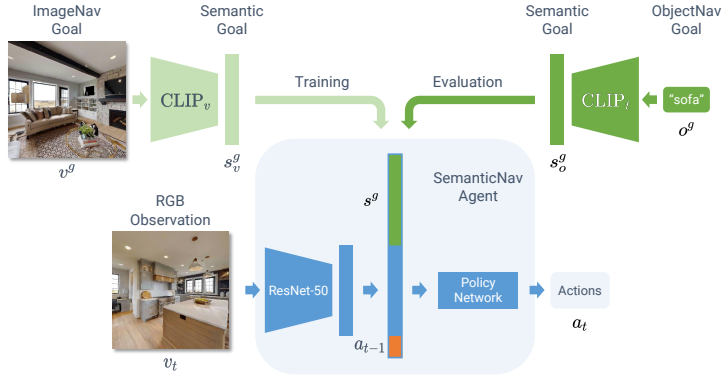 ImageNav
Goal
Semantic
Goal
Semantic
Goal
ObjectNav
Goal
CLIP_v
Training
Evaluation
CLIP_t
"sofa"
v^g
s_v^g
s_o^g
o^g
RGB
Observation
s^g
SemanticNav
Agent
ResNet-50
Policy
Network
Actions
a_{t-1}
a_t
v_t